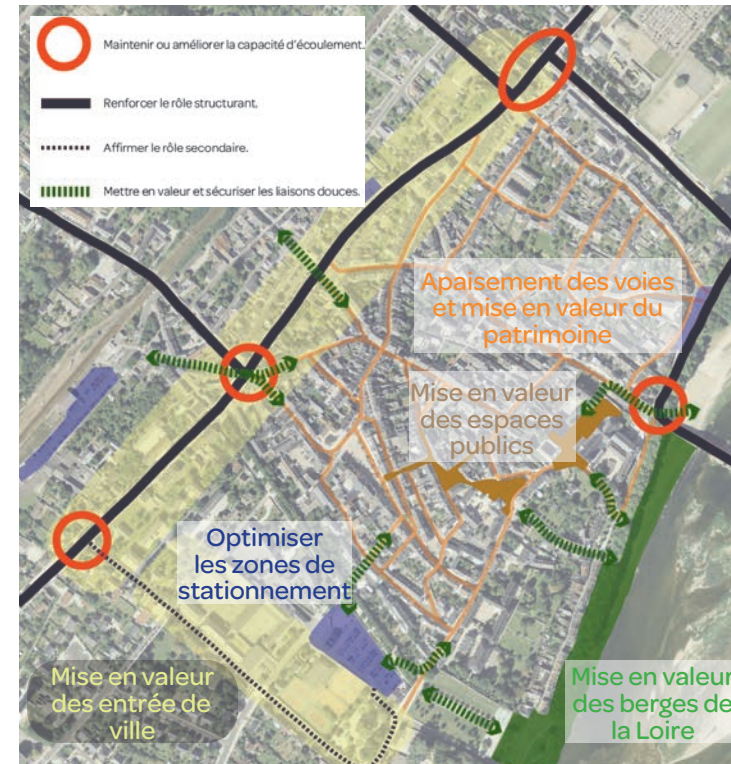 Maintenir ou améliorer la capacité d'écoulement.
Renforcer le rôle structurant.
Affirmer le rôle secondaire.
Mettre en valeur et sécuriser les liaisons douces.
Apaisement des voies
et mise en valeur du
patrimoine
Mise en valeur
des espaces
publics
Optimiser
les zones de
stationnement
Mise en valeur
des entrée de
ville
Mise en valeur
des berges de
la Loire